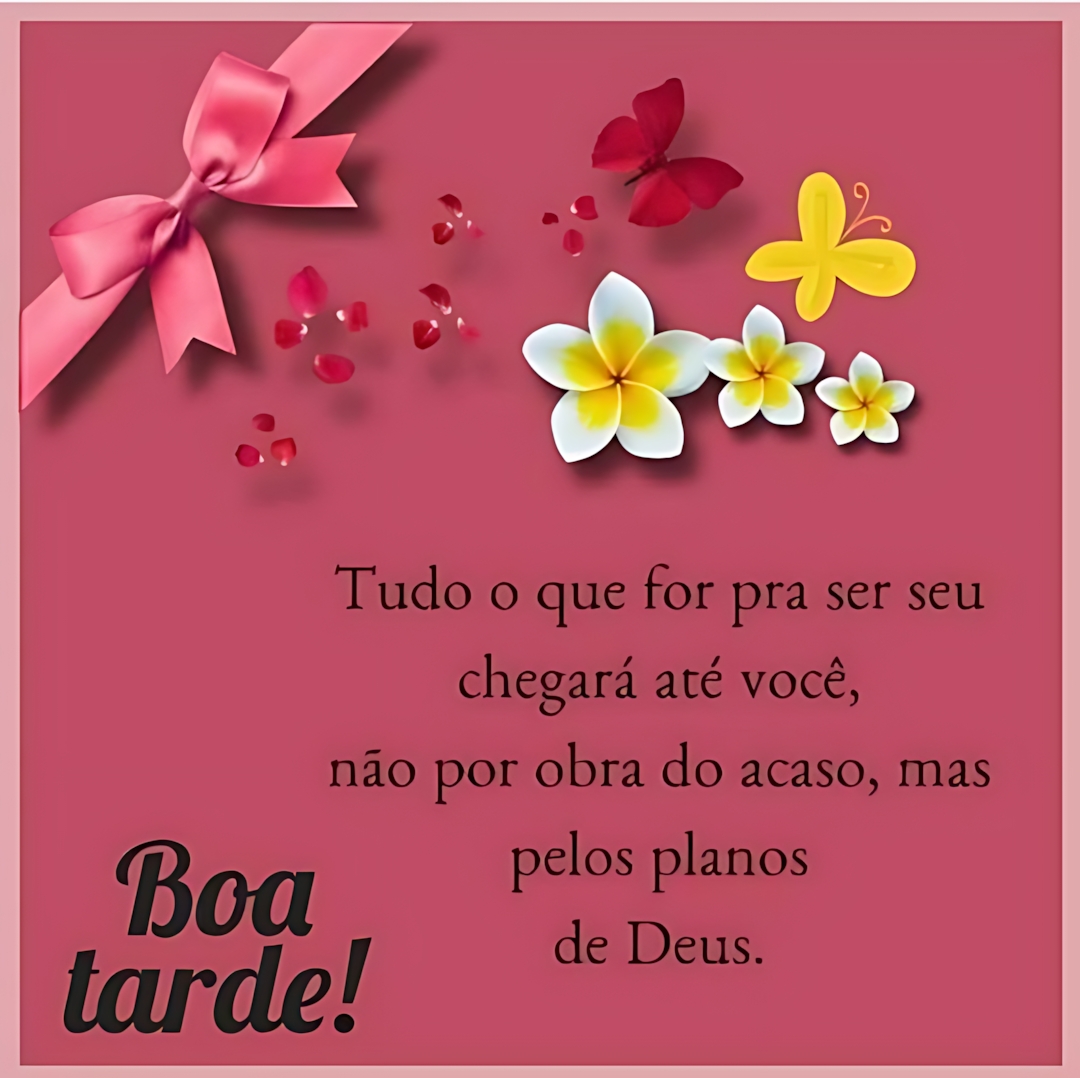 Tudo o que for pra ser seu
chegará até você,
não por obra do acaso, mas
pelos planos
de Deus.
Boa
tarde!